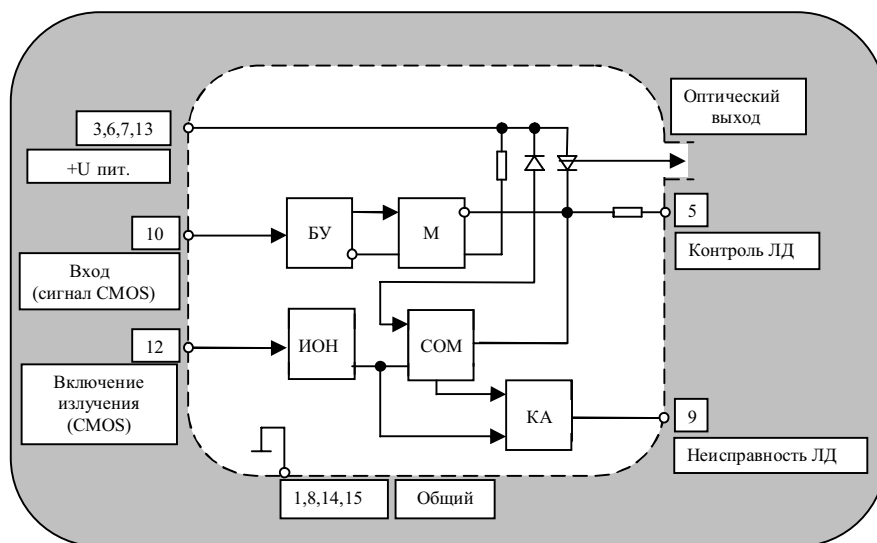 Оптический
выход
3,6,7,13
+U пит.
10
БУ
М
5
Вход
(сигнал CMOS)
Контроль ЛД
12
ИОН
СОМ
Включение
излучения
(CMOS)
КА
9
Неисправность ЛД
1,8,14,15
Общий